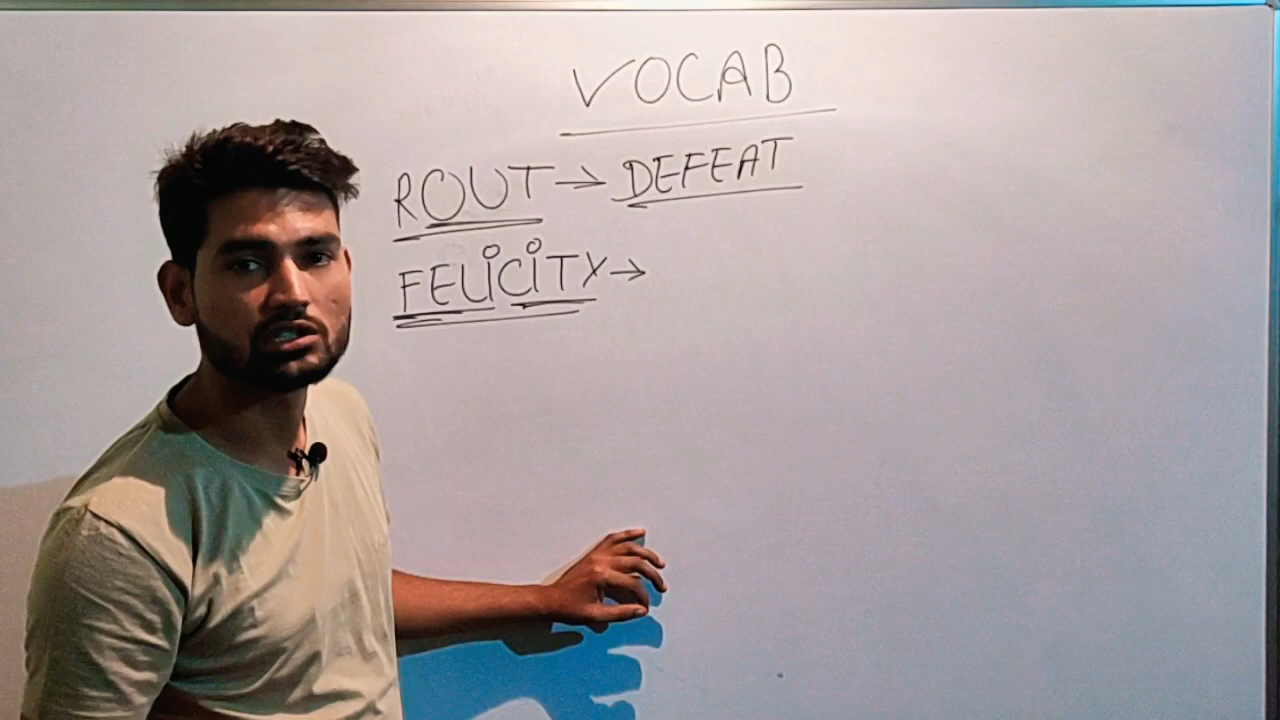 VOCAB
ROUT → DEFEAT
FELiCiTY →